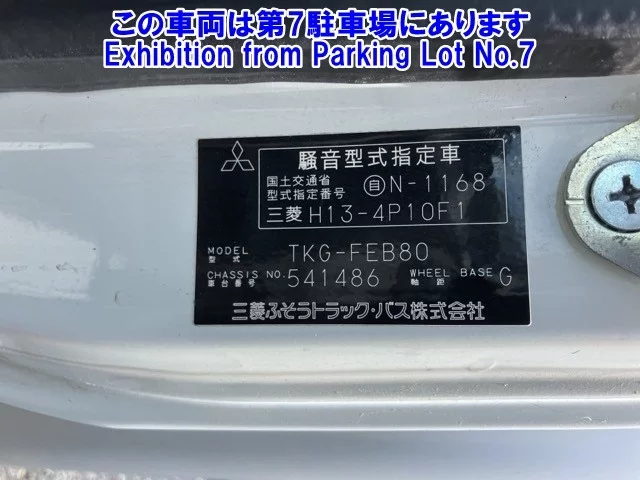 この車両は第7駐車場にあります
Exhibition from Parking Lot No.7
騒音型式指定車
国土交通省
型式指定番号 自N-1168
三菱 H13-4P10F1
MODEL
型式 TKG-FEB80
CHASSIS NO. 541486 WHEEL BASE G
車台番号 軸距
三菱ふそうトラック・バス株式会社